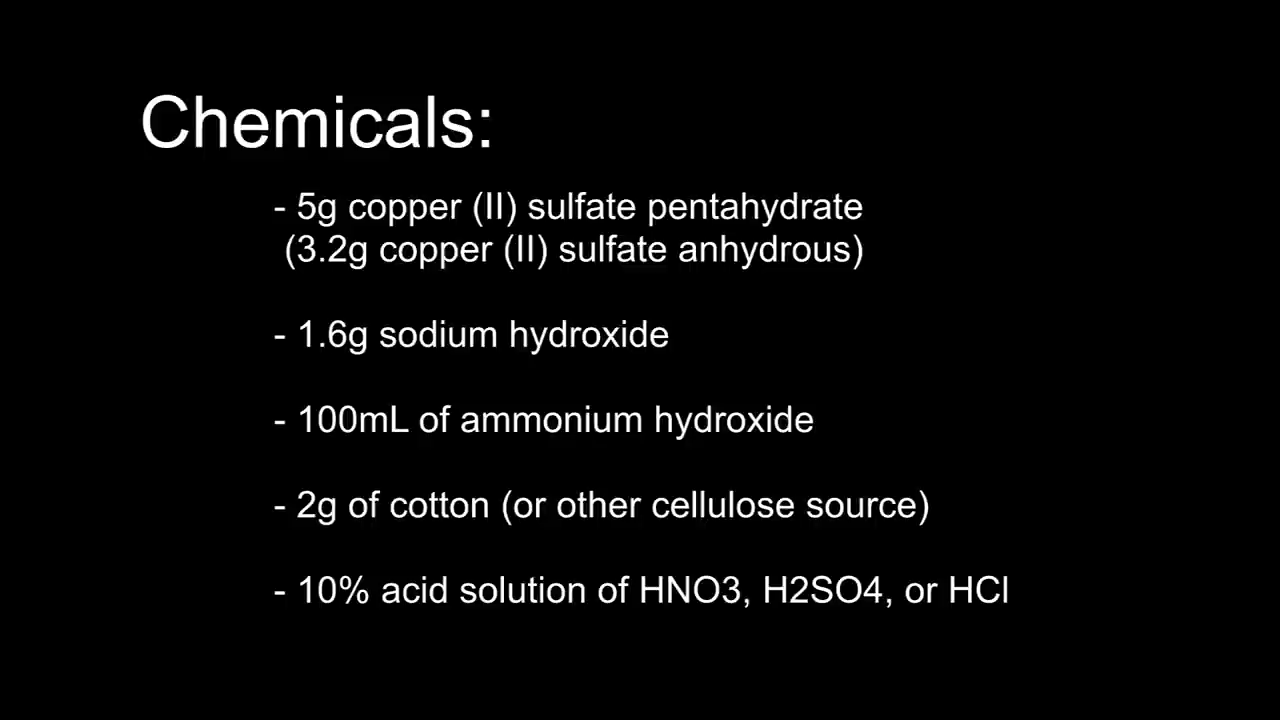 Chemicals:
- 5g copper (II) sulfate pentahydrate
(3.2g copper (II) sulfate anhydrous)
- 1.6g sodium hydroxide
- 100mL of ammonium hydroxide
- 2g of cotton (or other cellulose source)
- 10% acid solution of HNO3, H2SO4, or HCl